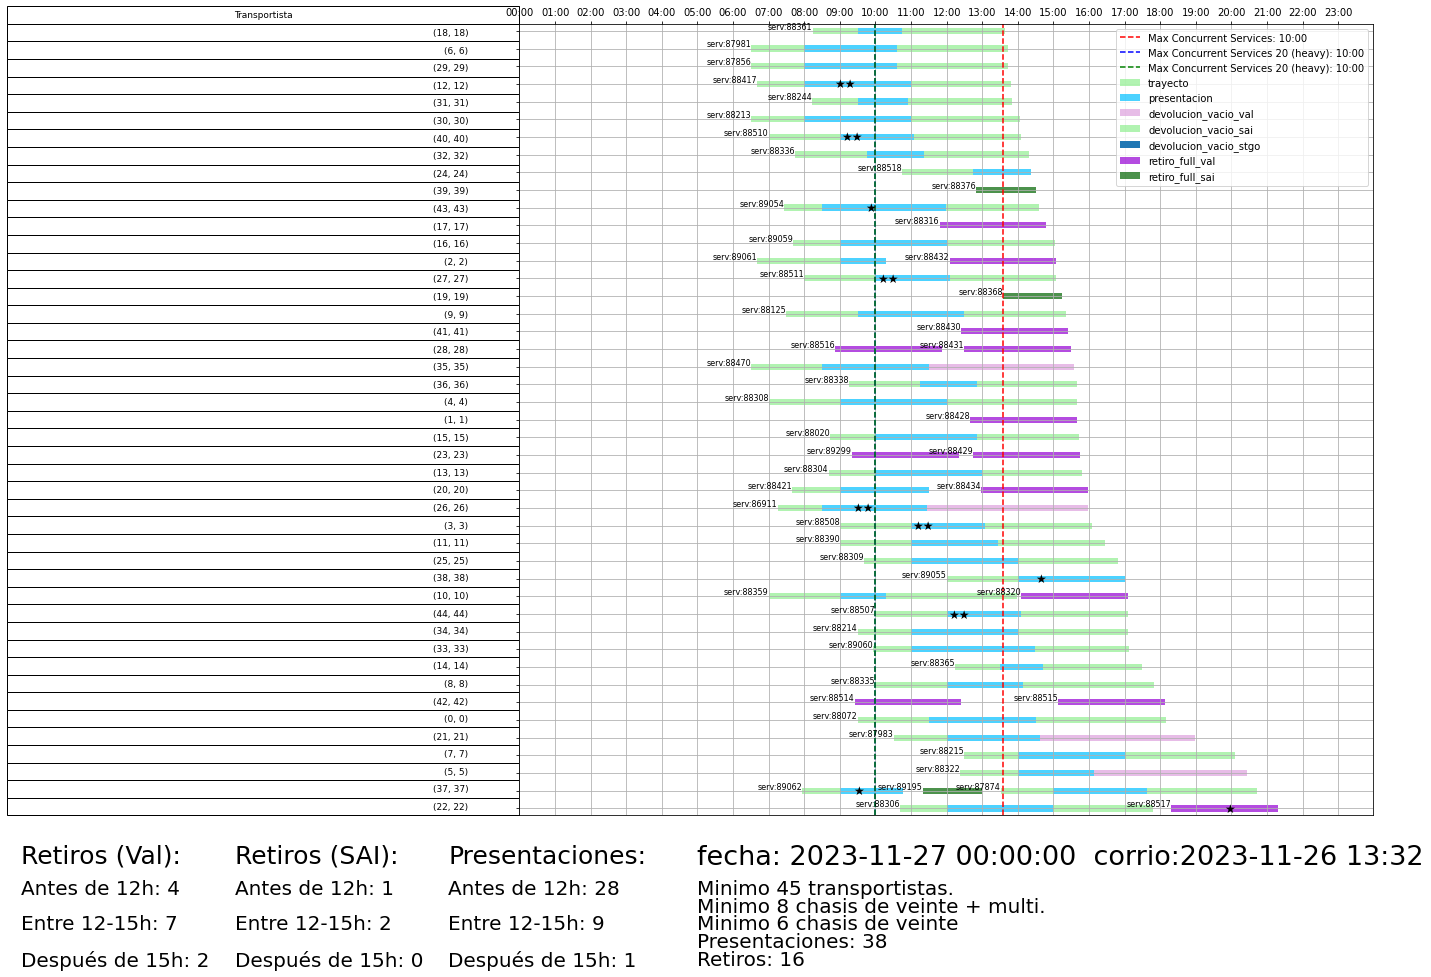 Transportista
00:00 01:00 02:00 03:00 04:00 05:00 06:00 07:00 08:00 09:00 10:00 11:00 12:00 13:00 14:00 15:00 16:00 17:00 18:00 19:00 20:00 21:00 22:00 23:00
(18, 18) serv:88361
(6, 6) serv:87981
(29, 29) serv:87856
(12, 12) serv:88417
(31, 31) serv:88244
(30, 30) serv:88213
(40, 40) serv:88510
(32, 32) serv:88336
(24, 24) serv:88518
(39, 39) serv:88376
(43, 43) serv:89054
(17, 17) serv:88316
(16, 16) serv:89059
(2, 2) serv:89061 serv:88432
(27, 27) serv:88511
(19, 19) serv:88368
(9, 9) serv:88125
(41, 41) serv:88430
(28, 28) serv:88516 serv:88431
(35, 35) serv:88470
(36, 36) serv:88338
(4, 4) serv:88308
(1, 1) serv:88428
(15, 15) serv:88020
(23, 23) serv:89299 serv:88429
(13, 13) serv:88304
(20, 20) serv:88421 serv:88434
(26, 26) serv:86911
(3, 3) serv:88508
(11, 11) serv:88390
(25, 25) serv:88309
(38, 38) serv:89055
(10, 10) serv:88359 serv:88320
(44, 44) serv:88507
(34, 34) serv:88214
(33, 33) serv:89060
(14, 14) serv:88365
(8, 8) serv:88335
(42, 42) serv:88514 serv:88515
(0, 0) serv:88072
(21, 21) serv:87983
(7, 7) serv:88215
(5, 5) serv:88322
(37, 37) serv:89062 serv:89195 serv:87874
(22, 22) serv:88306 serv:88517
Max Concurrent Services: 10:00
Max Concurrent Services 20 (heavy): 10:00
Max Concurrent Services 20 (heavy): 10:00
trayecto
presentacion
devolucion_vacio_val
devolucion_vacio_sai
devolucion_vacio_stgo
retiro_full_val
retiro_full_sai
Retiros (Val):
Antes de 12h: 4
Entre 12-15h: 7
Después de 15h: 2
Retiros (SAI):
Antes de 12h: 1
Entre 12-15h: 2
Después de 15h: 0
Presentaciones:
Antes de 12h: 28
Entre 12-15h: 9
Después de 15h: 1
fecha: 2023-11-27 00:00:00 corrio:2023-11-26 13:32
Minimo 45 transportistas.
Minimo 8 chasis de veinte + multi.
Minimo 6 chasis de veinte
Presentaciones: 38
Retiros: 16